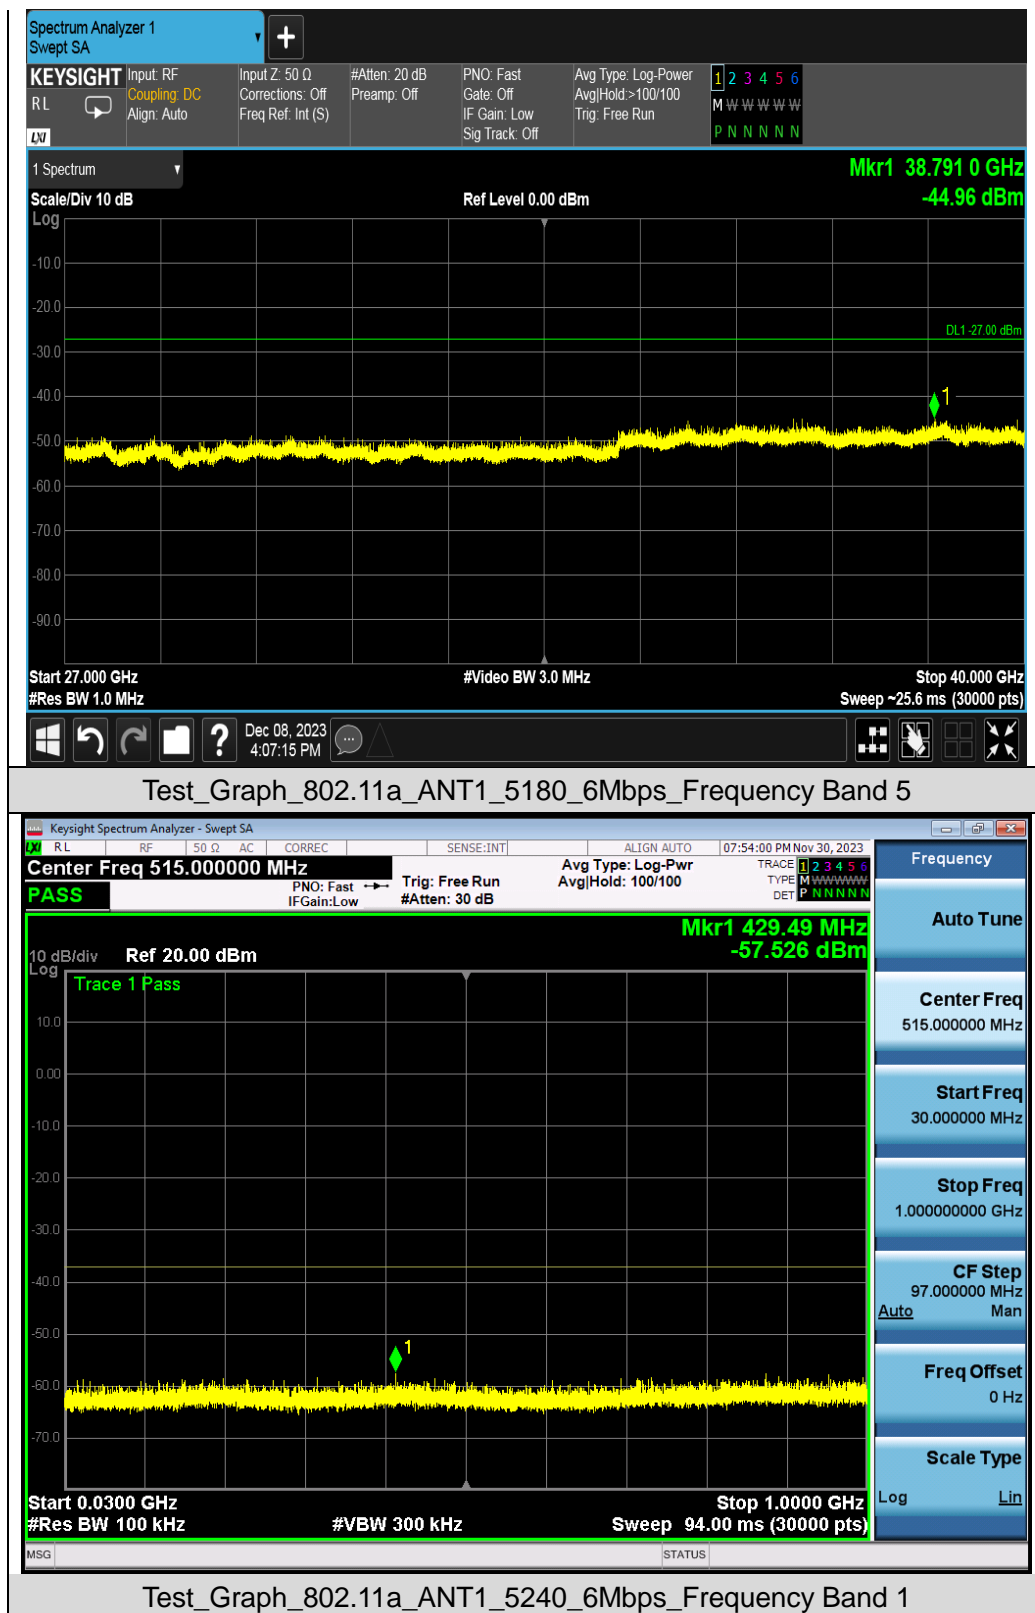 Spectrum Analyzer 1
Swept SA
+
KEYSIGHT
RL
LXI
Input: RF
Coupling: DC
Align: Auto
Input Z: 50 Ω
Corrections: Off
Freq Ref: Int (S)
#Atten: 20 dB
Preamp: Off
PNO: Fast
Gate: Off
IF Gain: Low
Sig Track: Off
Avg Type: Log-Power
Avg|Hold:>100/100
Trig: Free Run
1 2 3 4 5 6
M W W W W W
P N N N N N
1 Spectrum
Mkr1 38.791 0 GHz
Scale/Div 10 dB
Ref Level 0.00 dBm
-44.96 dBm
Log
-10.0
-20.0
DL1 -27.00 dBm
-30.0
-40.0
1
-50.0
-60.0
-70.0
-80.0
-90.0
Start 27.000 GHz
#Video BW 3.0 MHz
Stop 40.000 GHz
#Res BW 1.0 MHz
Sweep ~25.6 ms (30000 pts)
?
Dec 08, 2023
4:07:15 PM
Test_Graph_802.11a_ANT1_5180_6Mbps_Frequency Band 5
Keysight Spectrum Analyzer - Swept SA
LXI RL RF 50 Ω AC CORREC SENSE:INT ALIGN AUTO 07:54:00 PM Nov 30, 2023
Center Freq 515.000000 MHz
PASS
PNO: Fast
IFGain:Low
Trig: Free Run
#Atten: 30 dB
Avg Type: Log-Pwr
Avg|Hold: 100/100
TRACE 1 2 3 4 5 6
TYPE M W W W W W
DET P N N N N N
Mkr1 429.49 MHz
-57.526 dBm
10 dB/div
Ref 20.00 dBm
Log
Trace 1 Pass
10.0
0.00
-10.0
-20.0
-30.0
-40.0
-50.0
1
-60.0
-70.0
Start 0.0300 GHz
Stop 1.0000 GHz
#Res BW 100 kHz
#VBW 300 kHz
Sweep 94.00 ms (30000 pts)
MSG
STATUS
Frequency
Auto Tune
Center Freq
515.000000 MHz
Start Freq
30.000000 MHz
Stop Freq
1.000000000 GHz
CF Step
97.000000 MHz
Auto Man
Freq Offset
0 Hz
Scale Type
Log Lin
Test_Graph_802.11a_ANT1_5240_6Mbps_Frequency Band 1